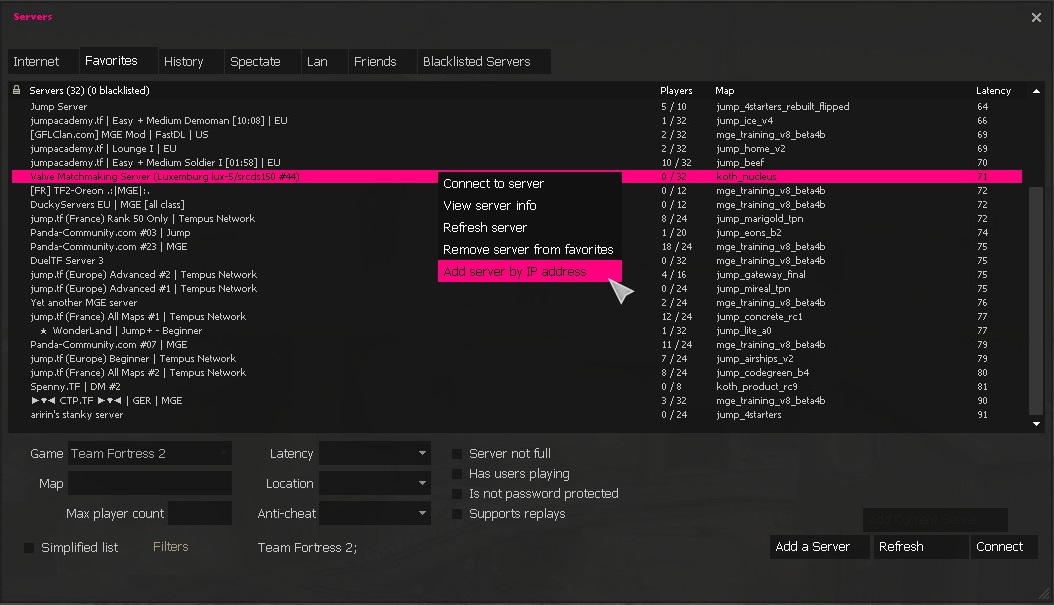 Servers
Internet Favorites History Spectate Lan Friends Blacklisted Servers
Servers (32) (0 blacklisted) Players Map Latency
Jump Server 5 / 10 jump_4starters_rebuilt_flipped 64
jumpacademy.tf | Easy + Medium Demoman [10:08] | EU 1 / 32 jump_ice_v4 66
[GFLClan.com] MGE Mod | FastDL | US 2 / 32 mge_training_v8_beta4b 69
jumpacademy.tf | Lounge I | EU 2 / 32 jump_home_v2 69
jumpacademy.tf | Easy + Medium Soldier I [01:58] | EU 10 / 32 jump_beef 70
Valve Matchmaking Server (Luxemburg lux-5/srcds150 #44) 0 / 32 koth_nucleus 71
[FR] TF2-Oreon .:|MGE|:. 0 / 12 mge_training_v8_beta4b 72
DuckyServers EU | MGE [all class] 0 / 12 mge_training_v8_beta4b 72
jump.tf (France) Rank 50 Only | Tempus Network 8 / 24 jump_marigold_tpn 72
Panda-Community.com #03 | Jump 1 / 20 jump_eons_b2 74
Panda-Community.com #23 | MGE 18 / 24 mge_training_v8_beta4b 75
DuelTF Server 3 0 / 32 mge_training_v8_beta4b 75
jump.tf (Europe) Advanced #2 | Tempus Network 4 / 16 jump_gateway_final 75
jump.tf (Europe) Advanced #1 | Tempus Network 0 / 24 jump_mireal_tpn 75
Yet another MGE server 2 / 24 mge_training_v8_beta4b 76
jump.tf (France) All Maps #1 | Tempus Network 12 / 24 jump_concrete_rc1 77
★ WonderLand | Jump+ - Beginner 1 / 32 jump_lite_a0 77
Panda-Community.com #07 | MGE 11 / 24 mge_training_v8_beta4b 79
jump.tf (Europe) Beginner | Tempus Network 7 / 24 jump_airships_v2 79
jump.tf (France) All Maps #2 | Tempus Network 8 / 24 jump_codegreen_b4 80
Spenny.TF | DM #2 0 / 8 koth_product_rc9 81
►▼◄ CTP.TF ►▼◄ | GER | MGE 3 / 32 mge_training_v8_beta4b 90
aririn's stanky server 0 / 24 jump_4starters 91
Connect to server
View server info
Refresh server
Remove server from favorites
Add server by IP address
Game Team Fortress 2 Latency Server not full
Map Location Has users playing
Is not password protected
Max player count Anti-cheat Supports replays
Add Current Server
Simplified list Filters Team Fortress 2; Add a Server Refresh Connect